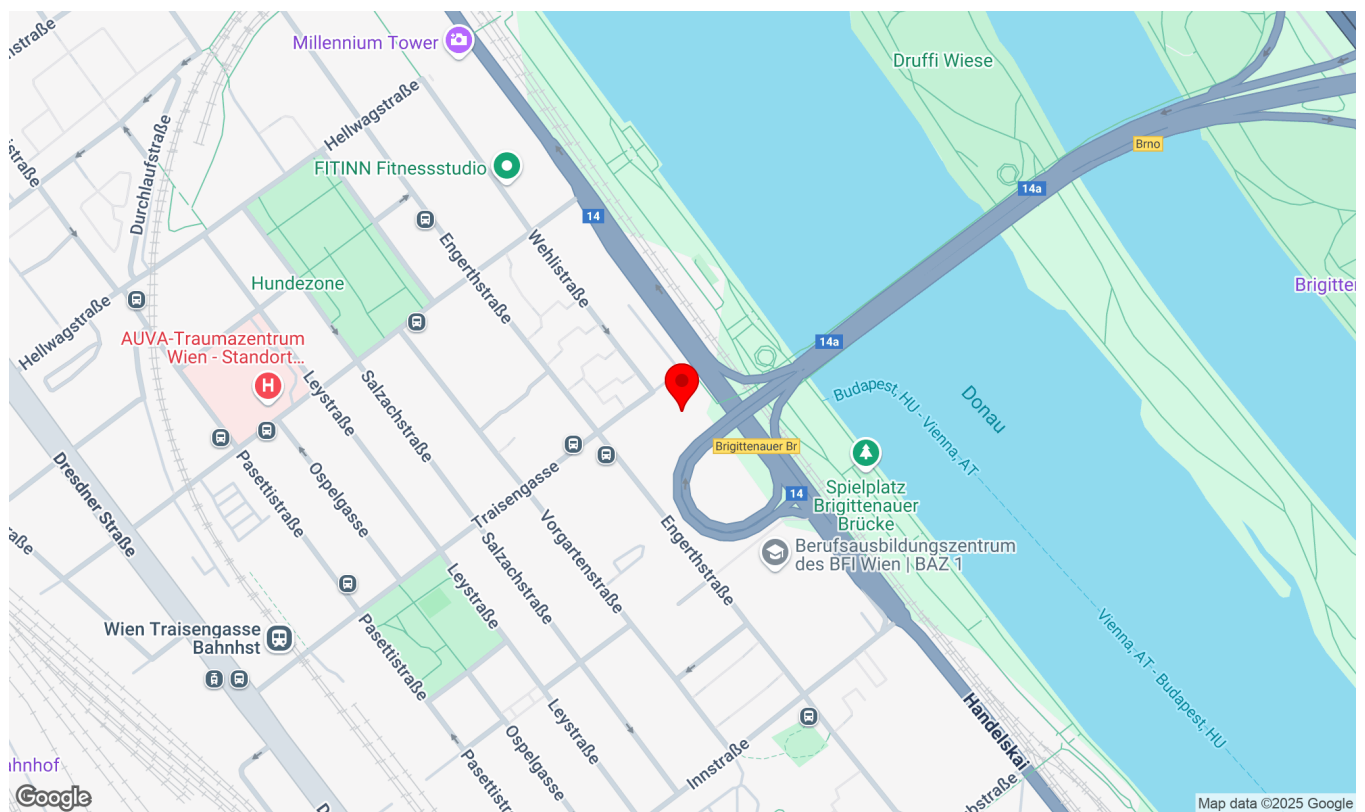 nstraße
Millennium Tower
Druffi Wiese
Hellwagstraße
Brno
FITINN Fitnessstudio
14a
Durchlaufstraße
14
Engerthstraße
Wehlistraße
Hundezone
Brigitten
Hellwagstraße
AUVA-Traumazentrum
Wien - Standort...
H
14a
Leystraße
Salzachstraße
Budapest, HU - Vienna, AT
Donau
Brigittenauer Br
Dresdner Straße
Pasettistraße
Ospelgasse
Traisengasse
14
Spielplatz
Brigittenauer
Brücke
Vorgartenstraße
Engerthstraße
Salzachstraße
Berufsausbildungszentrum
des BFI Wien | BAZ 1
Leystraße
Wien Traisengasse
Bahnhst
Pasettistraße
Vienna, AT - Budapest, HU
Handelskai
Leystraße
Ospelgasse
Innstraße
Pasettistraße
ahnhof
Google
Map data ©2025 Google